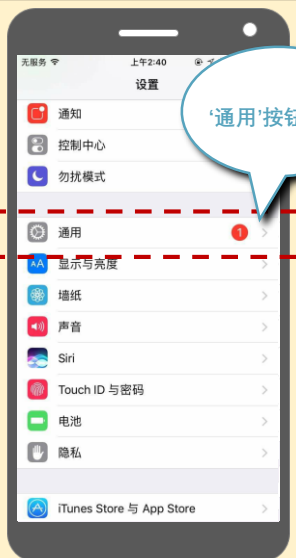 无服务 上午2:40
设置
通知
'通用'按钮
控制中心
勿扰模式
通用 1
AA 显示与亮度
墙纸
声音
Siri
Touch ID 与密码
电池
隐私
iTunes Store 与 App Store